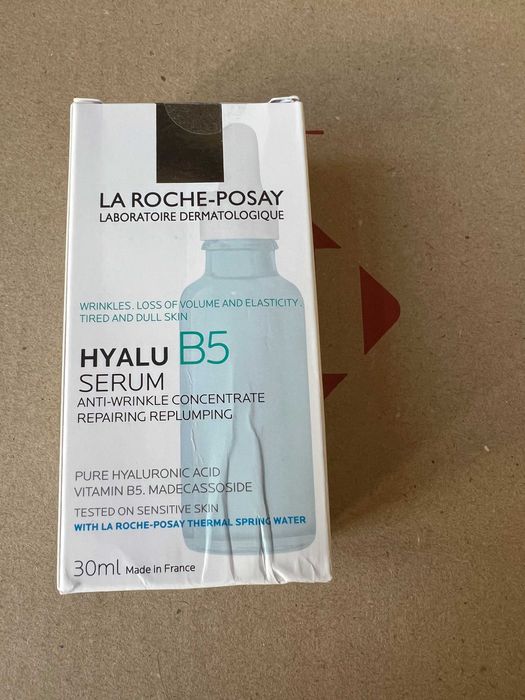 LA ROCHE-POSAY
LABORATOIRE DERMATOLOGIQUE
WRINKLES. LOSS OF VOLUME AND ELASTICITY.
TIRED AND DULL SKIN
HYALU B5
SERUM
ANTI-WRINKLE CONCENTRATE
REPAIRING REPLUMPING
PURE HYALURONIC ACID
VITAMIN B5. MADECASSOSIDE
TESTED ON SENSITIVE SKIN
WITH LA ROCHE-POSAY THERMAL SPRING WATER
30ml Made in France